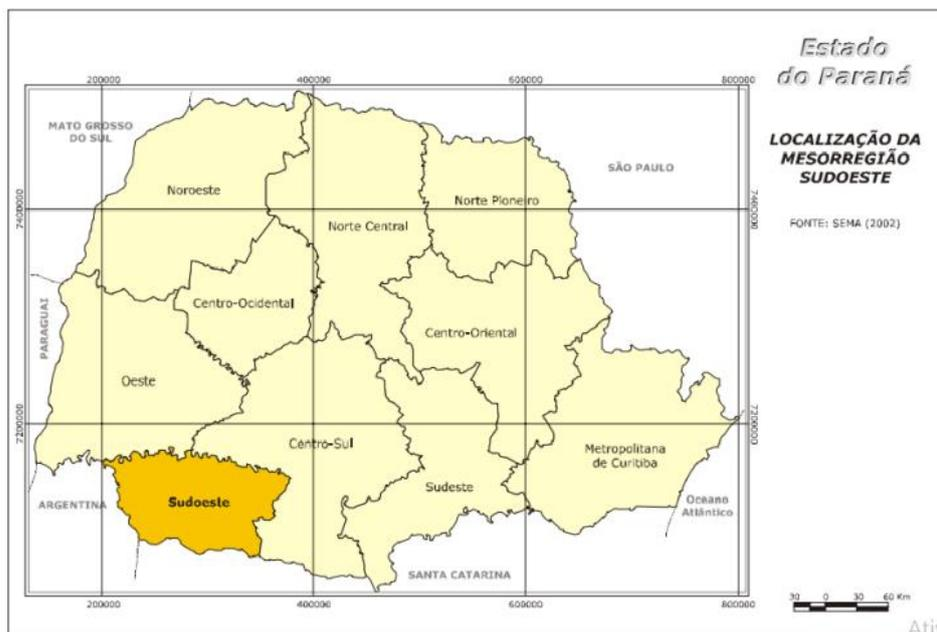 Estado
do Paraná
LOCALIZAÇÃO DA
MESORREGIÃO
SUDOESTE
FONTE: SEMA (2002)
200000 400000 600000 800000
MATO GROSSO
DO SUL
SÃO PAULO
Noroeste
Norte Pioneiro
7400000
7400000
Norte Central
Centro-Ocidental
PARAGUAI
Centro-Oriental
Oeste
7200000
7200000
Centro-Sul
Metropolitana
de Curitiba
Sudeste
Sudoeste
ARGENTINA
Oceano
Atlântico
SANTA CATARINA
200000 400000 600000 800000
30 0 30 60 Km
Ati